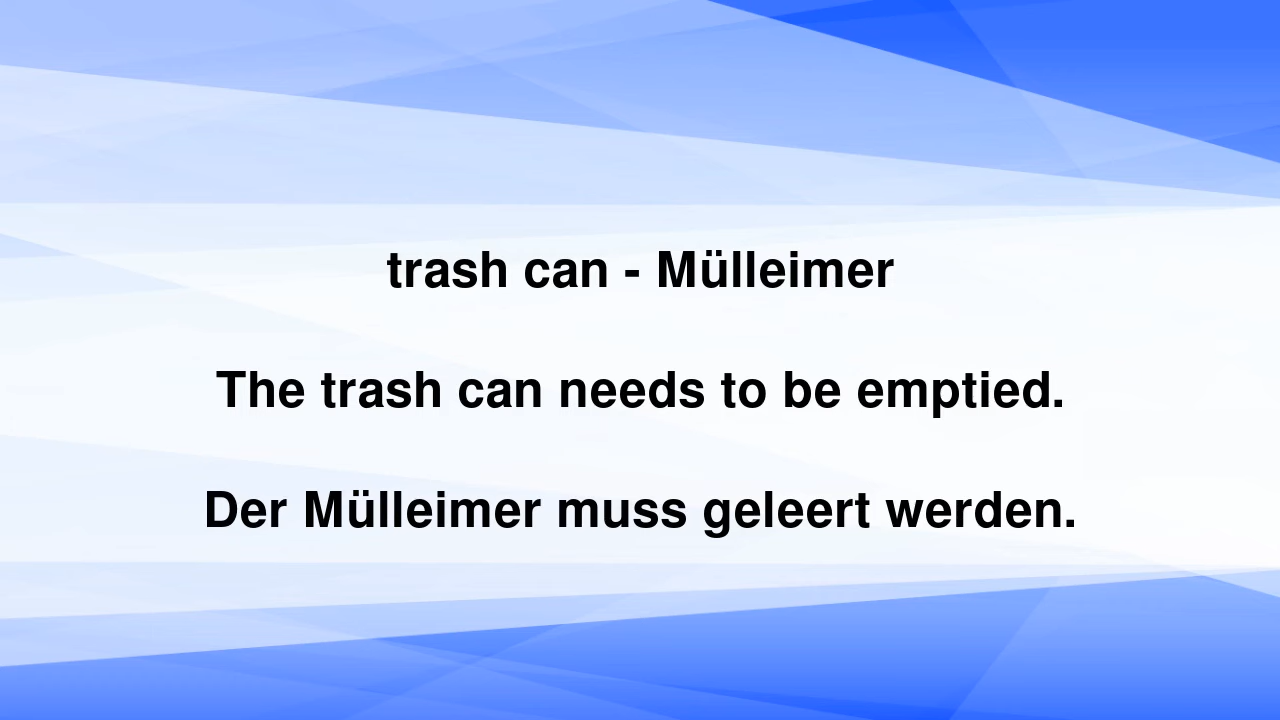 trash can - Mülleimer
The trash can needs to be emptied.
Der Mülleimer muss geleert werden.